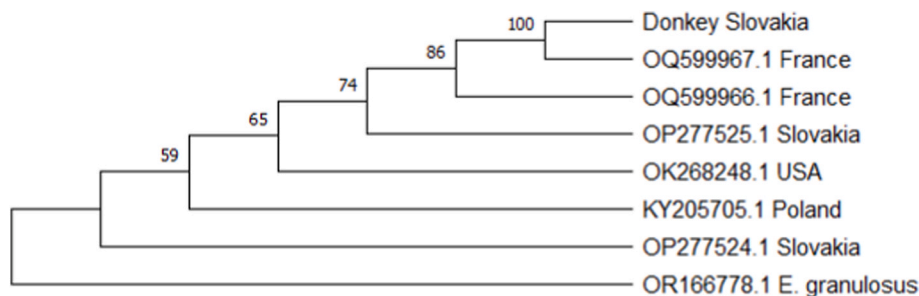 100
Donkey Slovakia
86
OQ599967.1 France
74
OQ599966.1 France
65
OP277525.1 Slovakia
59
OK268248.1 USA
KY205705.1 Poland
OP277524.1 Slovakia
OR166778.1 E. granulosus